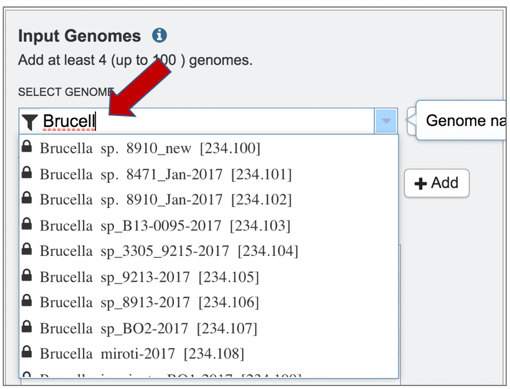 Input Genomes
Add at least 4 (up to 100 ) genomes.
SELECT GENOME
Brucell
Genome na
Brucella sp. 8910_new [234.100]
Brucella sp. 8471_Jan-2017 [234.101]
Brucella sp. 8910_Jan-2017 [234.102]
+ Add
Brucella sp_B13-0095-2017 [234.103]
Brucella sp_3305_9215-2017 [234.104]
Brucella sp_9213-2017 [234.105]
Brucella sp_8913-2017 [234.106]
Brucella sp_BO2-2017 [234.107]
Brucella miroti-2017 [234.108]